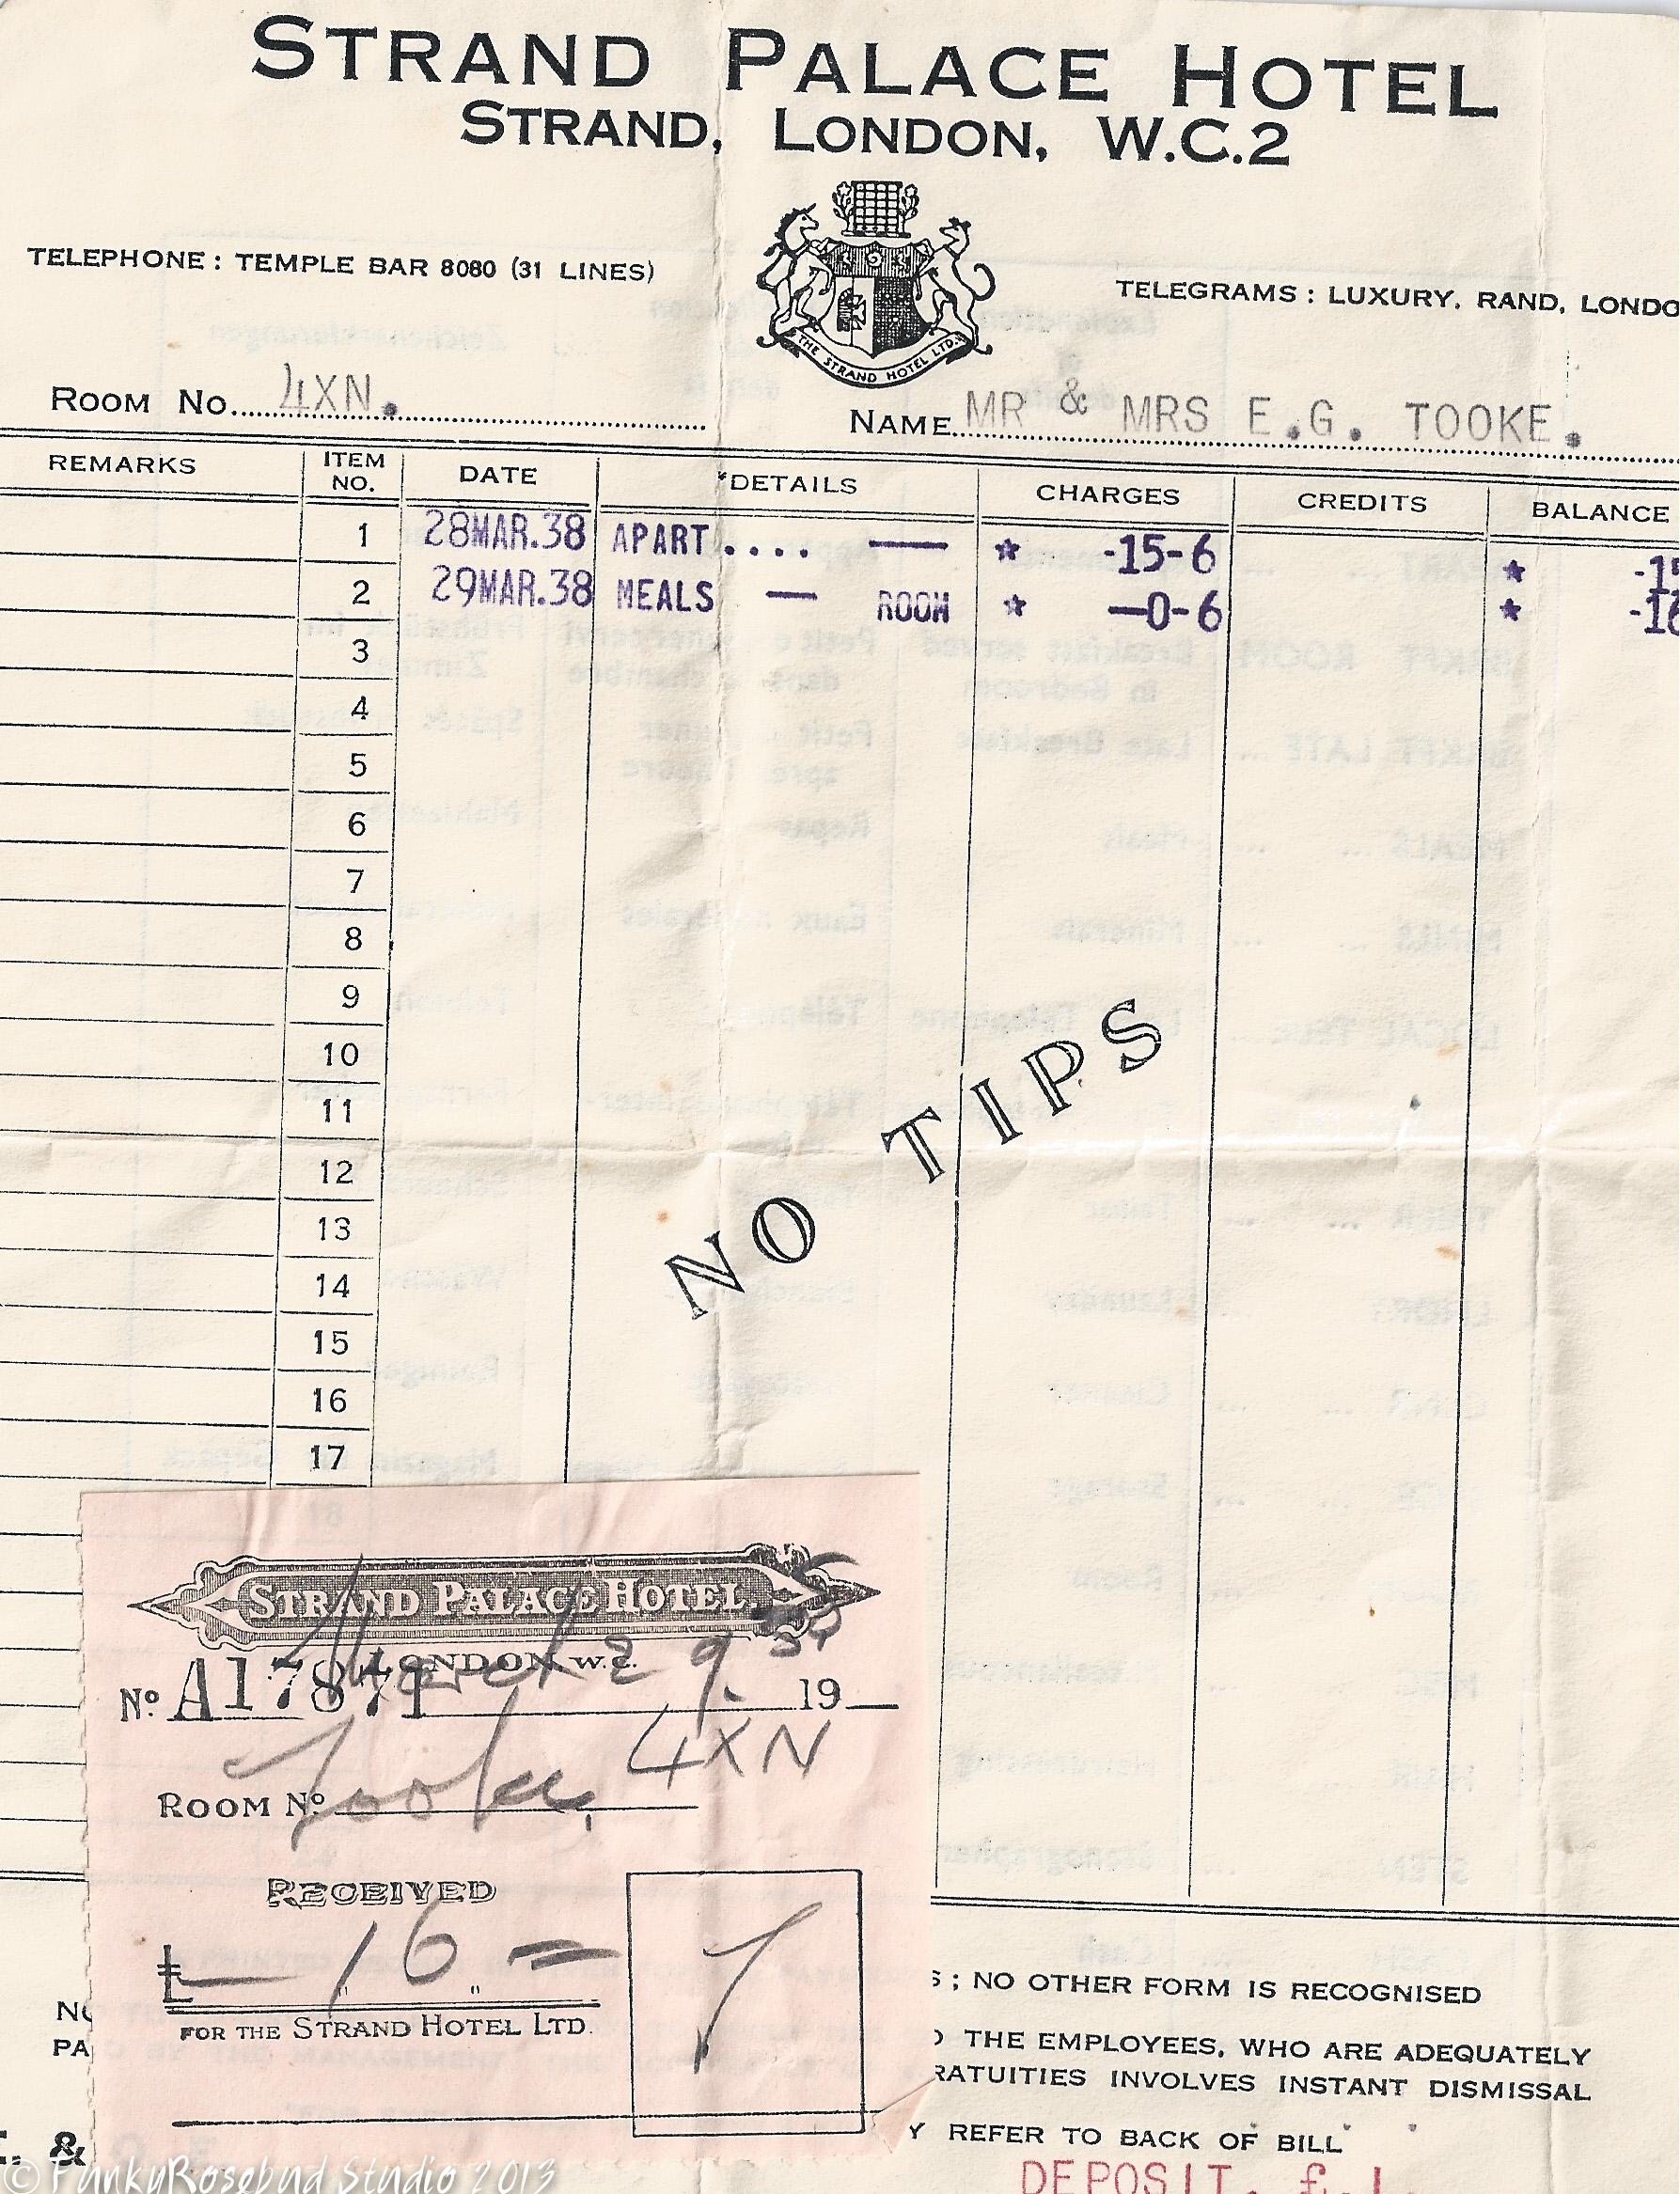 STRAND PALACE HOTEL
STRAND, LONDON, W.C.2
TELEPHONE : TEMPLE BAR 8080 (31 LINES)
TELEGRAMS : LUXURY, RAND, LONDO
THE STRAND HOTEL LTD.
ROOM NO. 4XN.
NAME MR & MRS E.G. TOOKE.
REMARKS ITEM NO. DATE DETAILS CHARGES CREDITS BALANCE
1 28MAR.38 APART.... — * -15-6 * -15
2 29MAR.38 MEALS — ROOM * —0-6 * -16
3
4
5
6
7
8
9
10
11
12
13
14
15
16
17
NO TIPS
STRAND PALACE HOTEL
LONDON, W.C.
No. A17871 March 29. 19
Tooke. 4XN
ROOM No.
RECEIVED
£ — 16 =
FOR THE STRAND HOTEL LTD.
S ; NO OTHER FORM IS RECOGNISED
THE EMPLOYEES, WHO ARE ADEQUATELY
PA
RATUITIES INVOLVES INSTANT DISMISSAL
Y REFER TO BACK OF BILL
&
DEPOSIT. £.1.
© FunkyRosebud Studio 2013